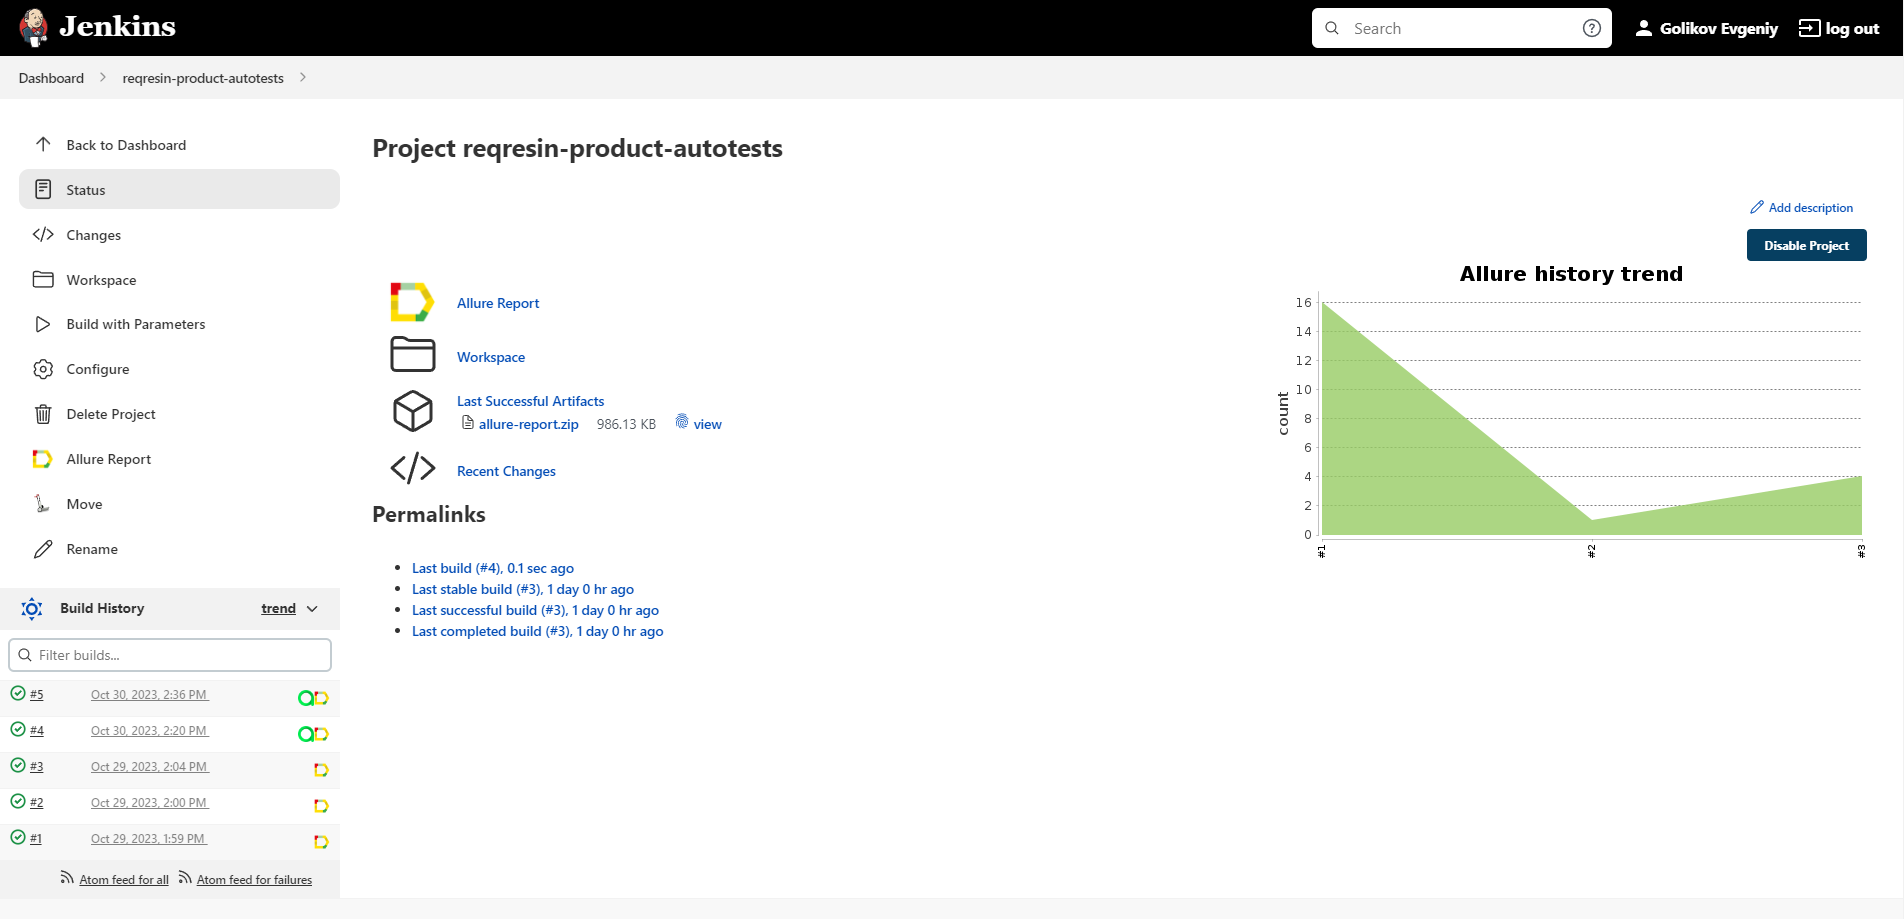 Jenkins
Search
Golikov Evgeniy
log out
Dashboard
reqresin-product-autotests
Back to Dashboard
Status
Changes
Workspace
Build with Parameters
Configure
Delete Project
Allure Report
Move
Rename
Build History
trend
Filter builds...
#5 Oct 30, 2023, 2:36 PM
#4 Oct 30, 2023, 2:20 PM
#3 Oct 29, 2023, 2:04 PM
#2 Oct 29, 2023, 2:00 PM
#1 Oct 29, 2023, 1:59 PM
Atom feed for all Atom feed for failures
Project reqresin-product-autotests
Add description
Disable Project
Allure Report
Workspace
Last Successful Artifacts
allure-report.zip 986.13 KB view
Recent Changes
Permalinks
Last build (#4), 0.1 sec ago
Last stable build (#3), 1 day 0 hr ago
Last successful build (#3), 1 day 0 hr ago
Last completed build (#3), 1 day 0 hr ago
Allure history trend
count
16
14
12
10
8
6
4
2
0
#1
#2
#3